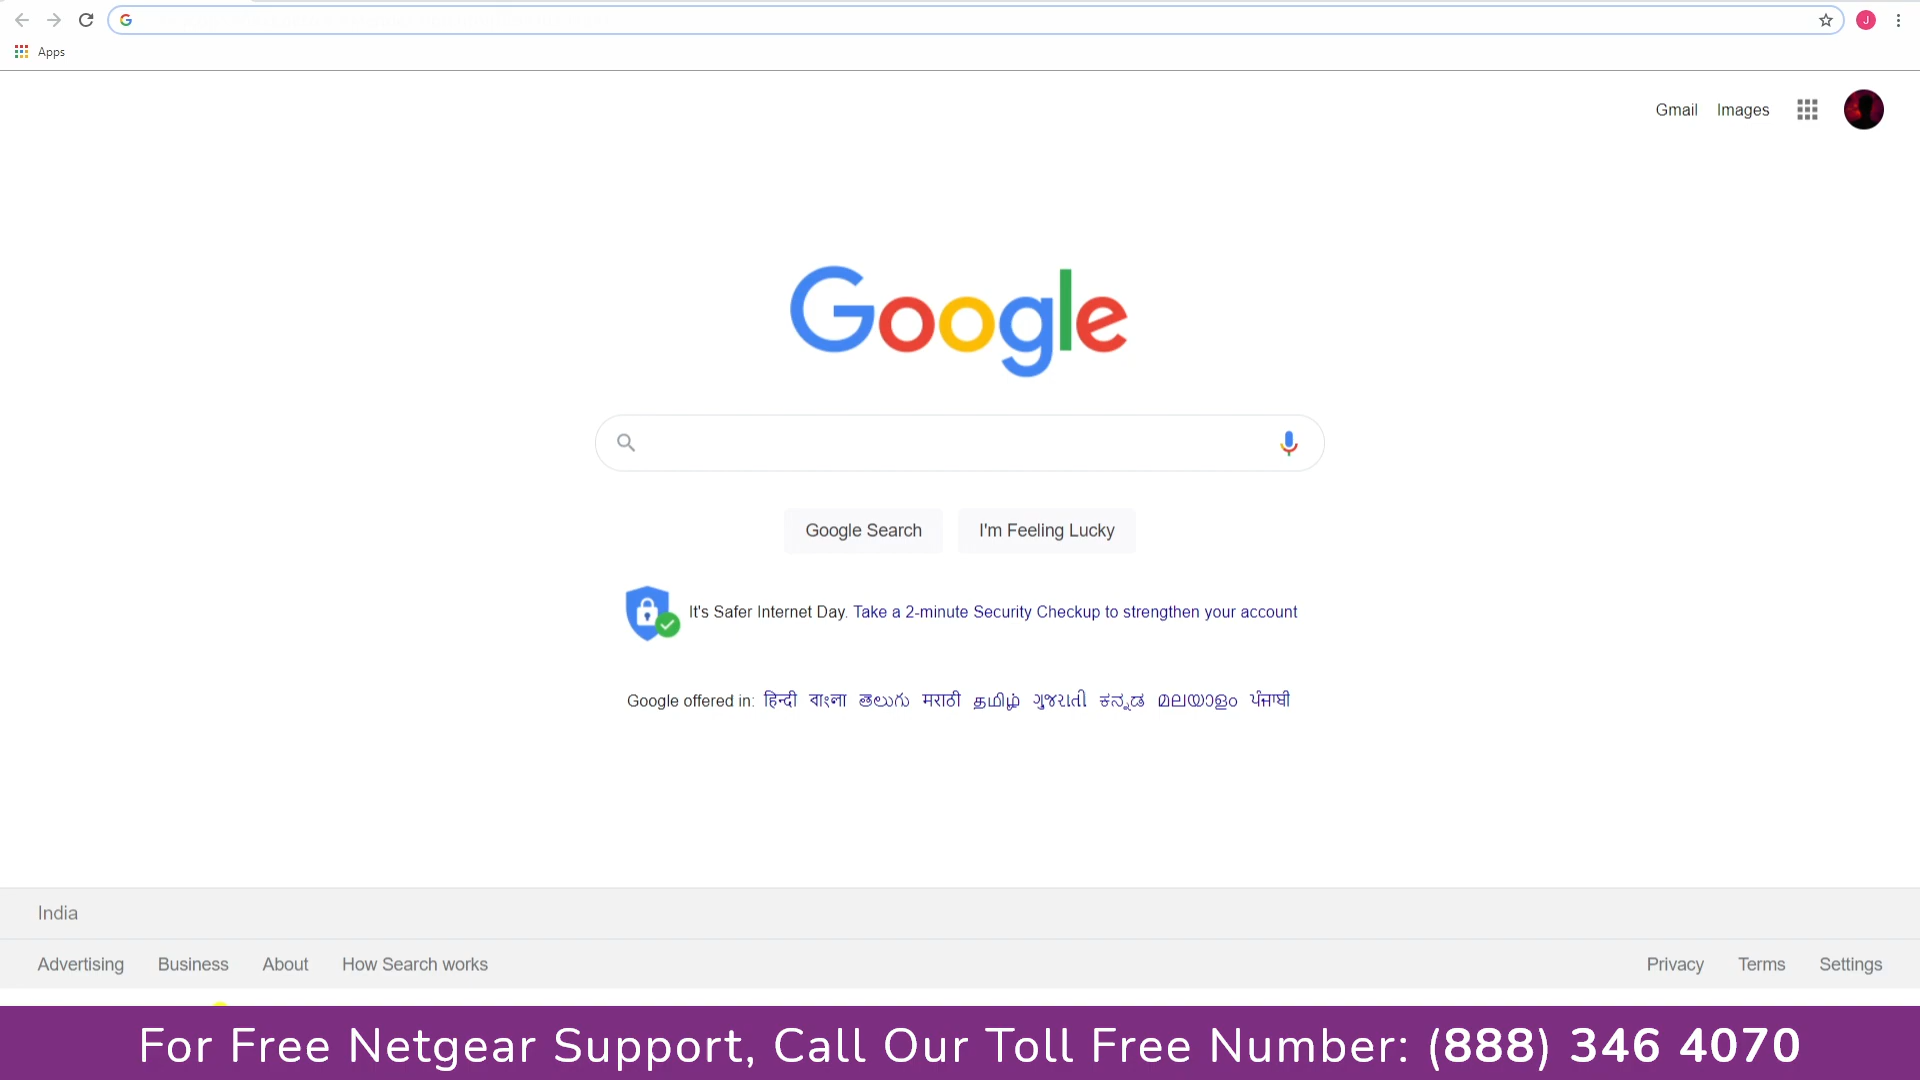 Apps
J
Gmail Images
Google
Google Search I'm Feeling Lucky
It's Safer Internet Day. Take a 2-minute Security Checkup to strengthen your account
Google offered in: हिन्दी বাংলা తెలుగు मराठी தமிழ் ગુજરાતી ಕನ್ನಡ മലയാളം ਪੰਜਾਬੀ
India
Advertising Business About How Search works Privacy Terms Settings
For Free Netgear Support, Call Our Toll Free Number: (888) 346 4070